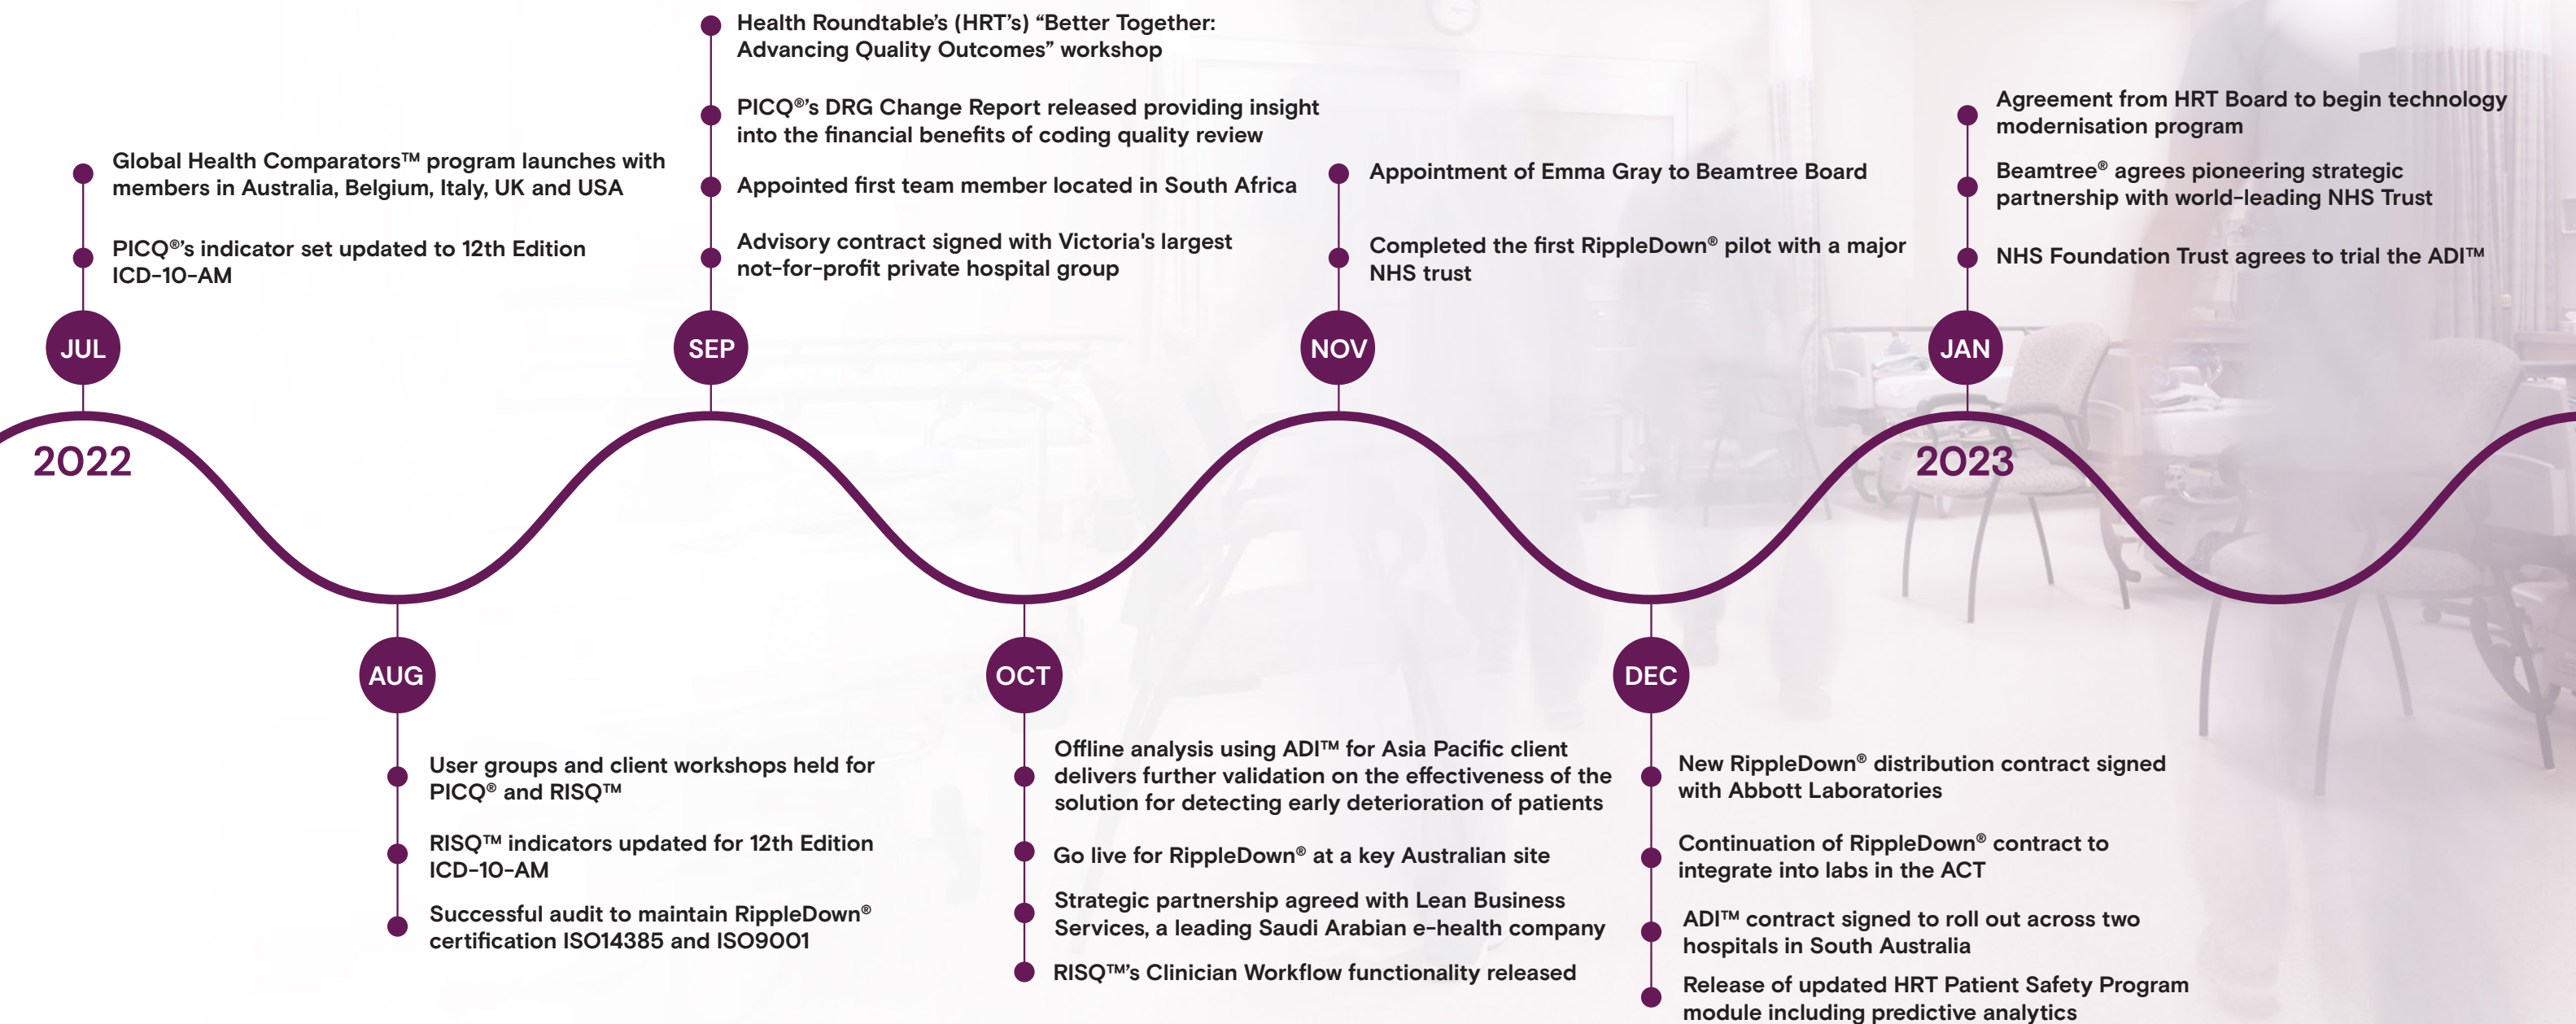 Global Health Comparators™ program launches with
members in Australia, Belgium, Italy, UK and USA
PICQ®’s indicator set updated to 12th Edition
ICD-10-AM
JUL
2022
User groups and client workshops held for
PICQ® and RISQ™
RISQ™ indicators updated for 12th Edition
ICD-10-AM
Successful audit to maintain RippleDown®
certification ISO14385 and ISO9001
AUG
Health Roundtable’s (HRT’s) “Better Together:
Advancing Quality Outcomes” workshop
PICQ®’s DRG Change Report released providing insight
into the financial benefits of coding quality review
Appointed first team member located in South Africa
Advisory contract signed with Victoria's largest
not-for-profit private hospital group
SEP
OCT
Offline analysis using ADI™ for Asia Pacific client
delivers further validation on the effectiveness of the
solution for detecting early deterioration of patients
Go live for RippleDown® at a key Australian site
Strategic partnership agreed with Lean Business
Services, a leading Saudi Arabian e-health company
RISQ™’s Clinician Workflow functionality released
Appointment of Emma Gray to Beamtree Board
Completed the first RippleDown® pilot with a major
NHS trust
NOV
DEC
New RippleDown® distribution contract signed
with Abbott Laboratories
Continuation of RippleDown® contract to
integrate into labs in the ACT
ADI™ contract signed to roll out across two
hospitals in South Australia
Release of updated HRT Patient Safety Program
module including predictive analytics
Agreement from HRT Board to begin technology
modernisation program
Beamtree® agrees pioneering strategic
partnership with world-leading NHS Trust
NHS Foundation Trust agrees to trial the ADI™
JAN
2023